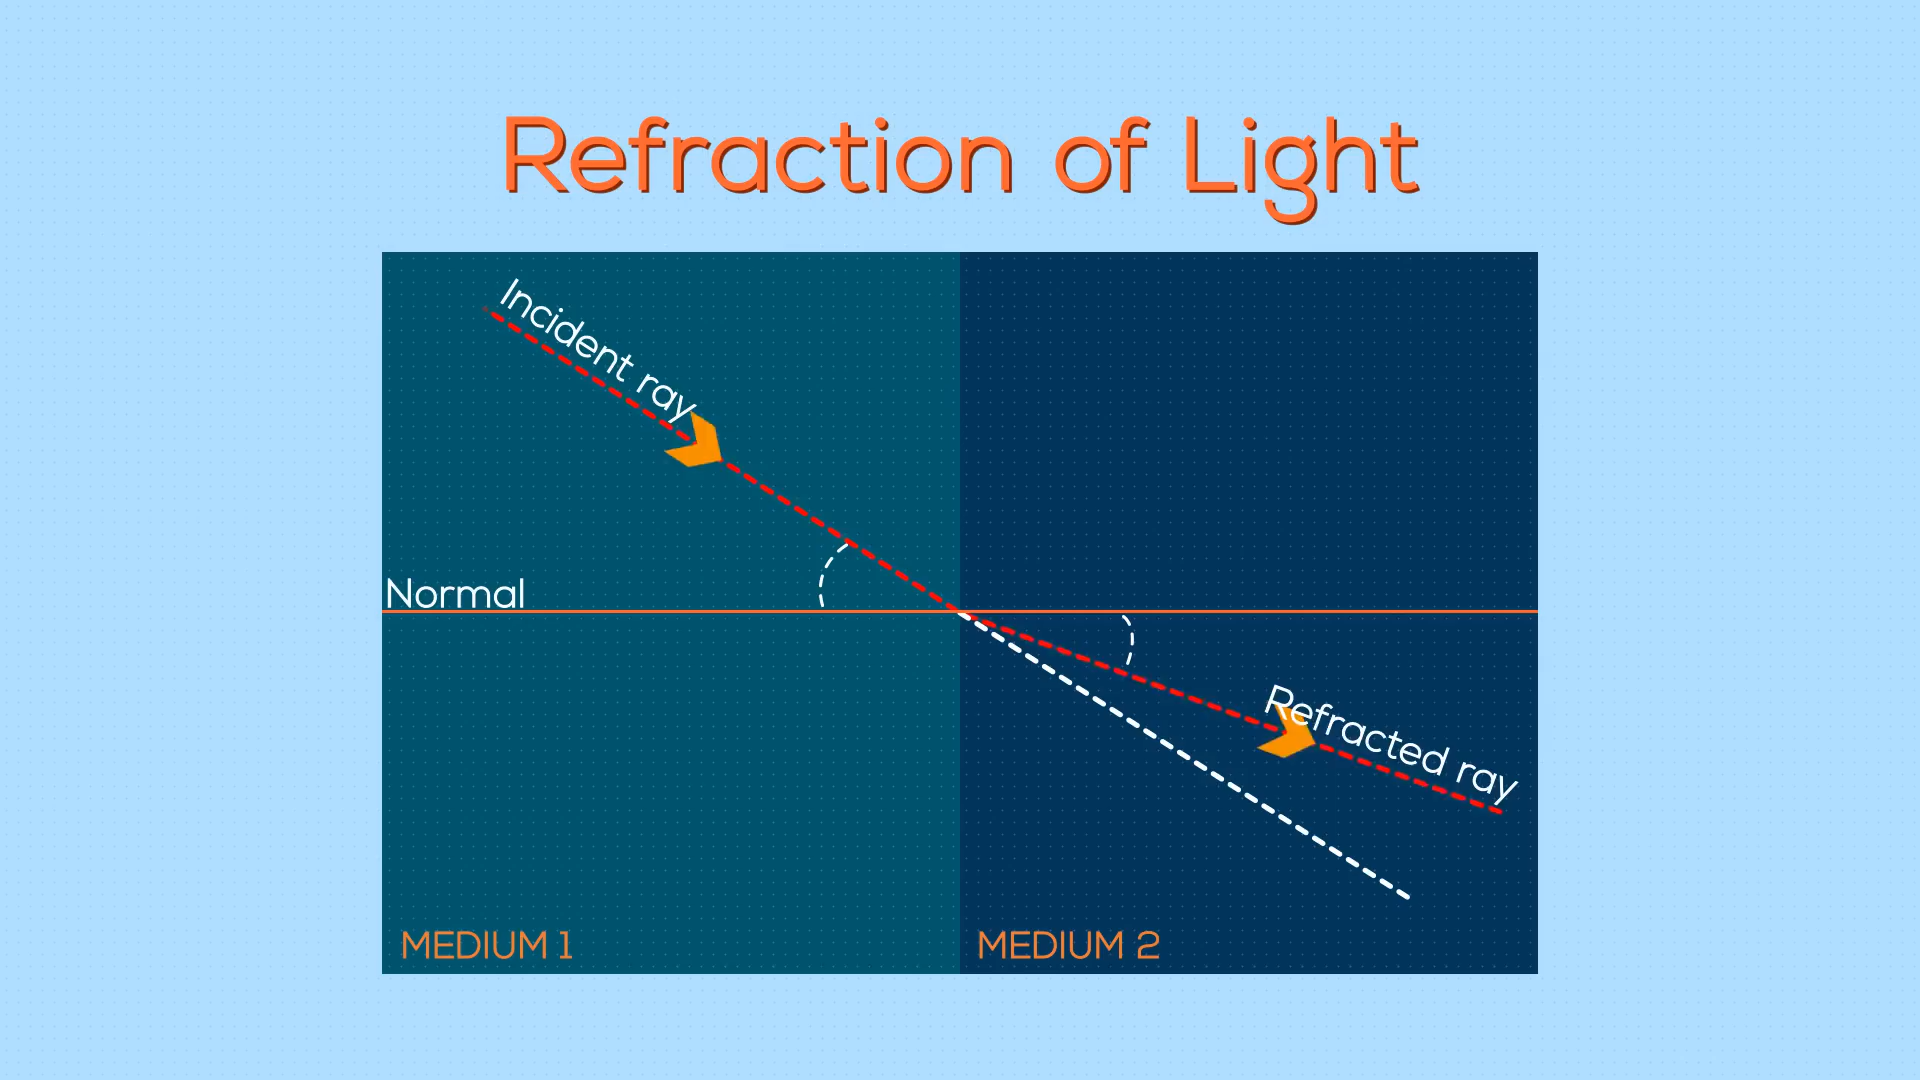 Refraction of Light
Incident ray
Normal
Refracted ray
MEDIUM 1
MEDIUM 2